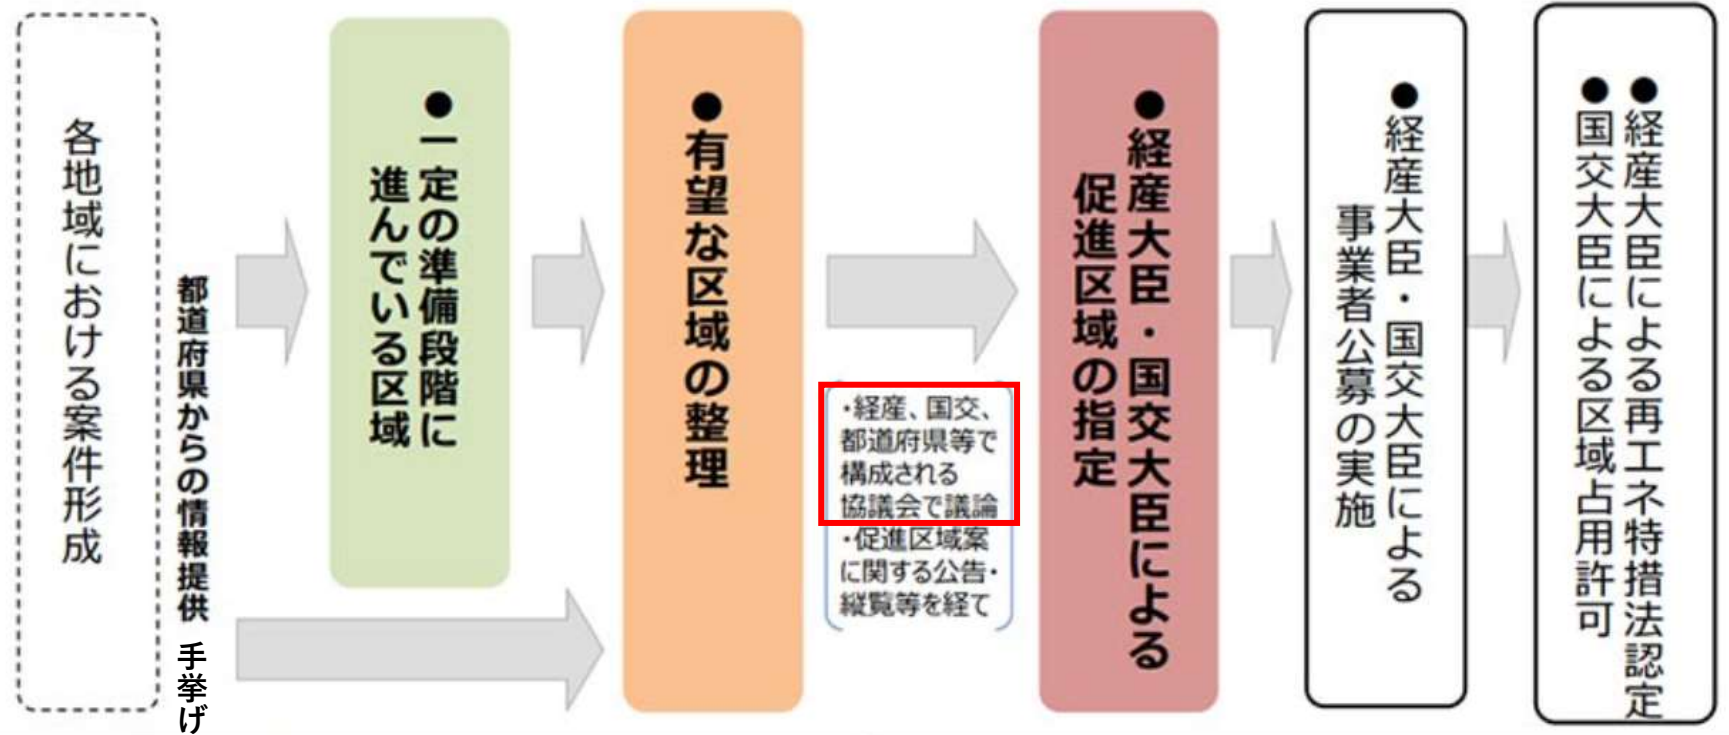 各地域における案件形成
都道府県からの情報提供
手挙げ
●一定の準備段階に
進んでいる区域
●有望な区域の整理
・経産、国交、
都道府県等で
構成される
協議会で議論
・促進区域案
に関する公告・
縦覧等を経て
●経産大臣・国交大臣による
促進区域の指定
●経産大臣・国交大臣による
事業者公募の実施
●経産大臣による再エネ特措法認定
●国交大臣による区域占用許可